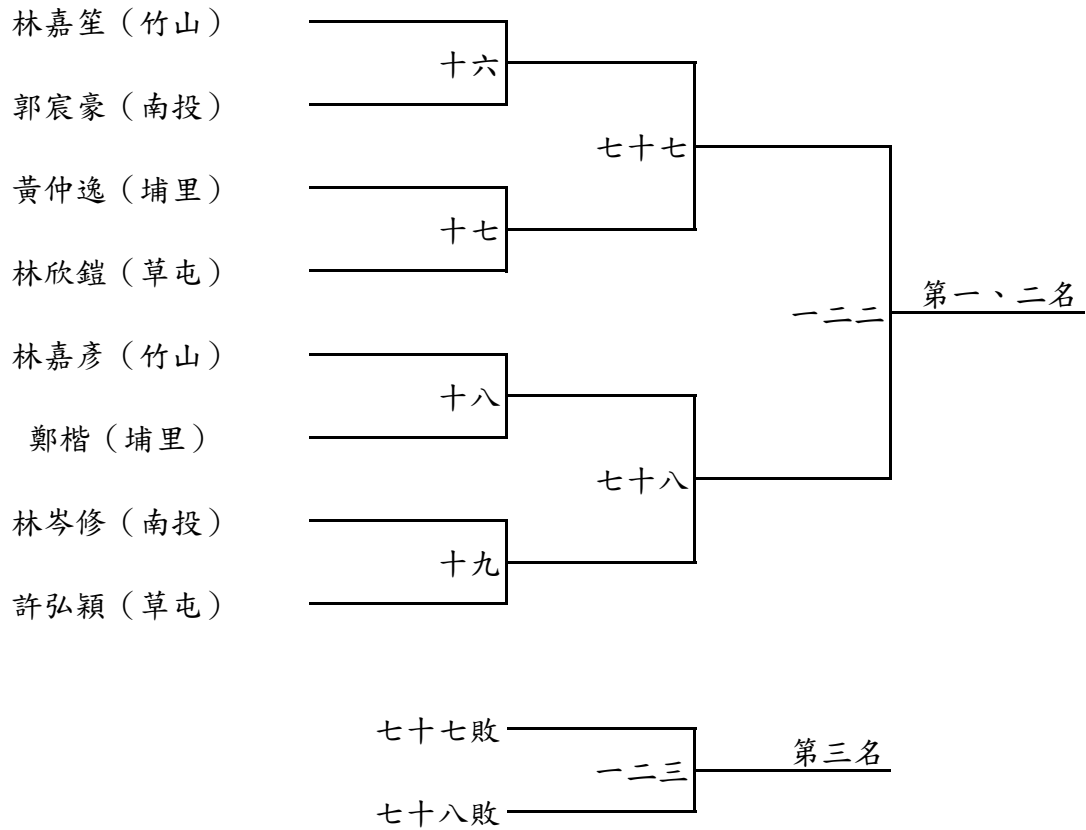 林嘉笙（竹山）
十六
郭宸豪（南投）
七十七
黃仲逸（埔里）
十七
林欣鎧（草屯）
一二二
第一、二名
林嘉彥（竹山）
十八
鄭楷（埔里）
七十八
林岑修（南投）
十九
許弘穎（草屯）
七十七敗
一二三
第三名
七十八敗